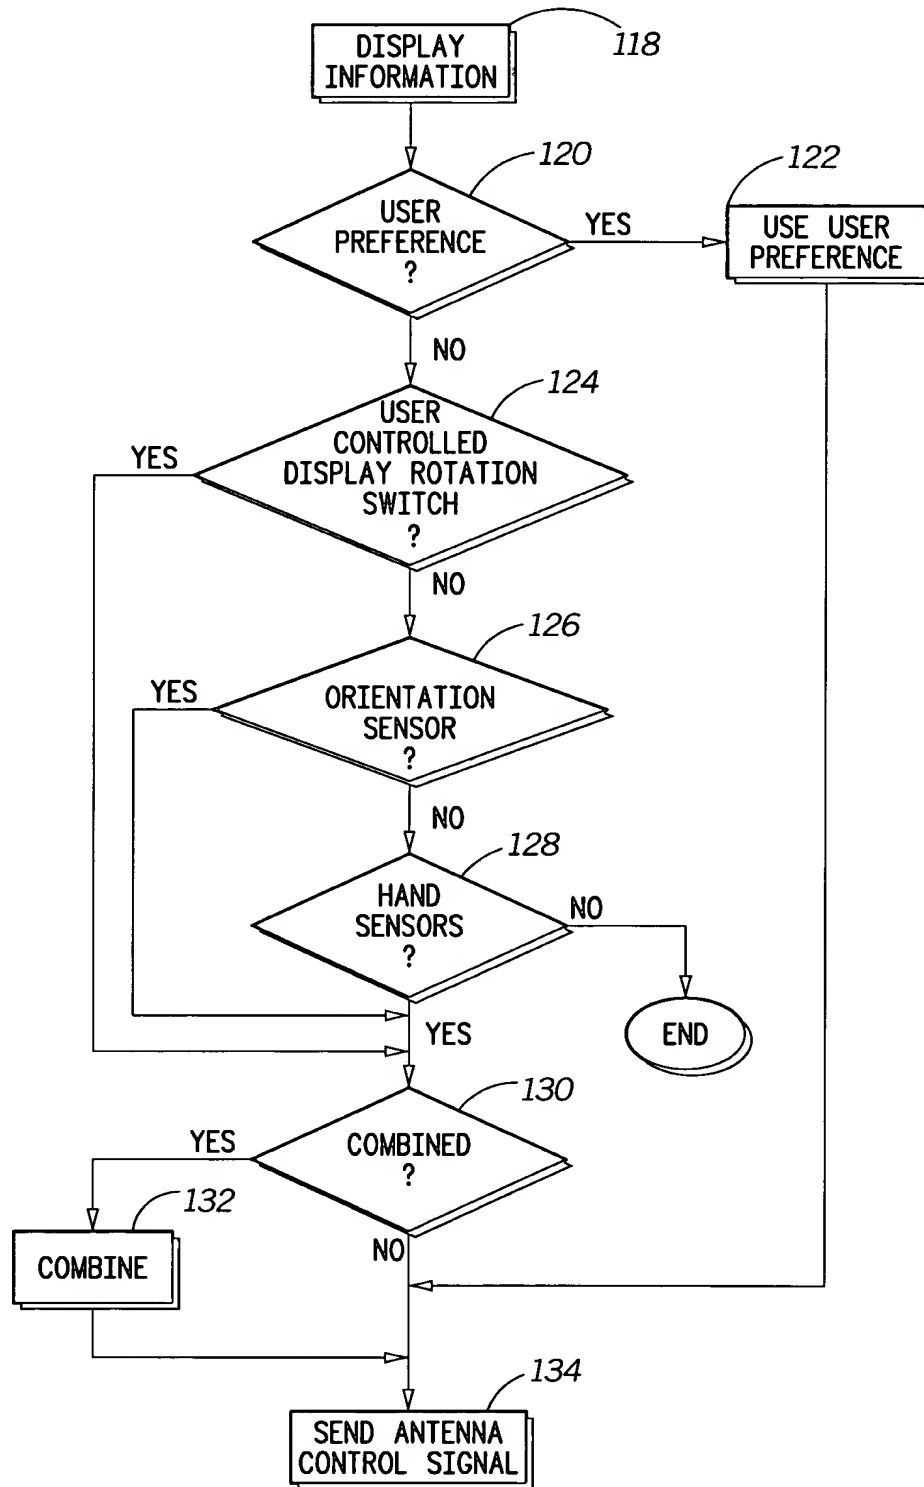 DISPLAY
INFORMATION
118
120
USER
PREFERENCE
?
YES
122
USE USER
PREFERENCE
NO
124
USER
CONTROLLED
DISPLAY ROTATION
SWITCH
?
YES
NO
126
ORIENTATION
SENSOR
?
YES
NO
128
HAND
SENSORS
?
NO
END
YES
130
COMBINED
?
YES
132
COMBINE
NO
134
SEND ANTENNA
CONTROL SIGNAL